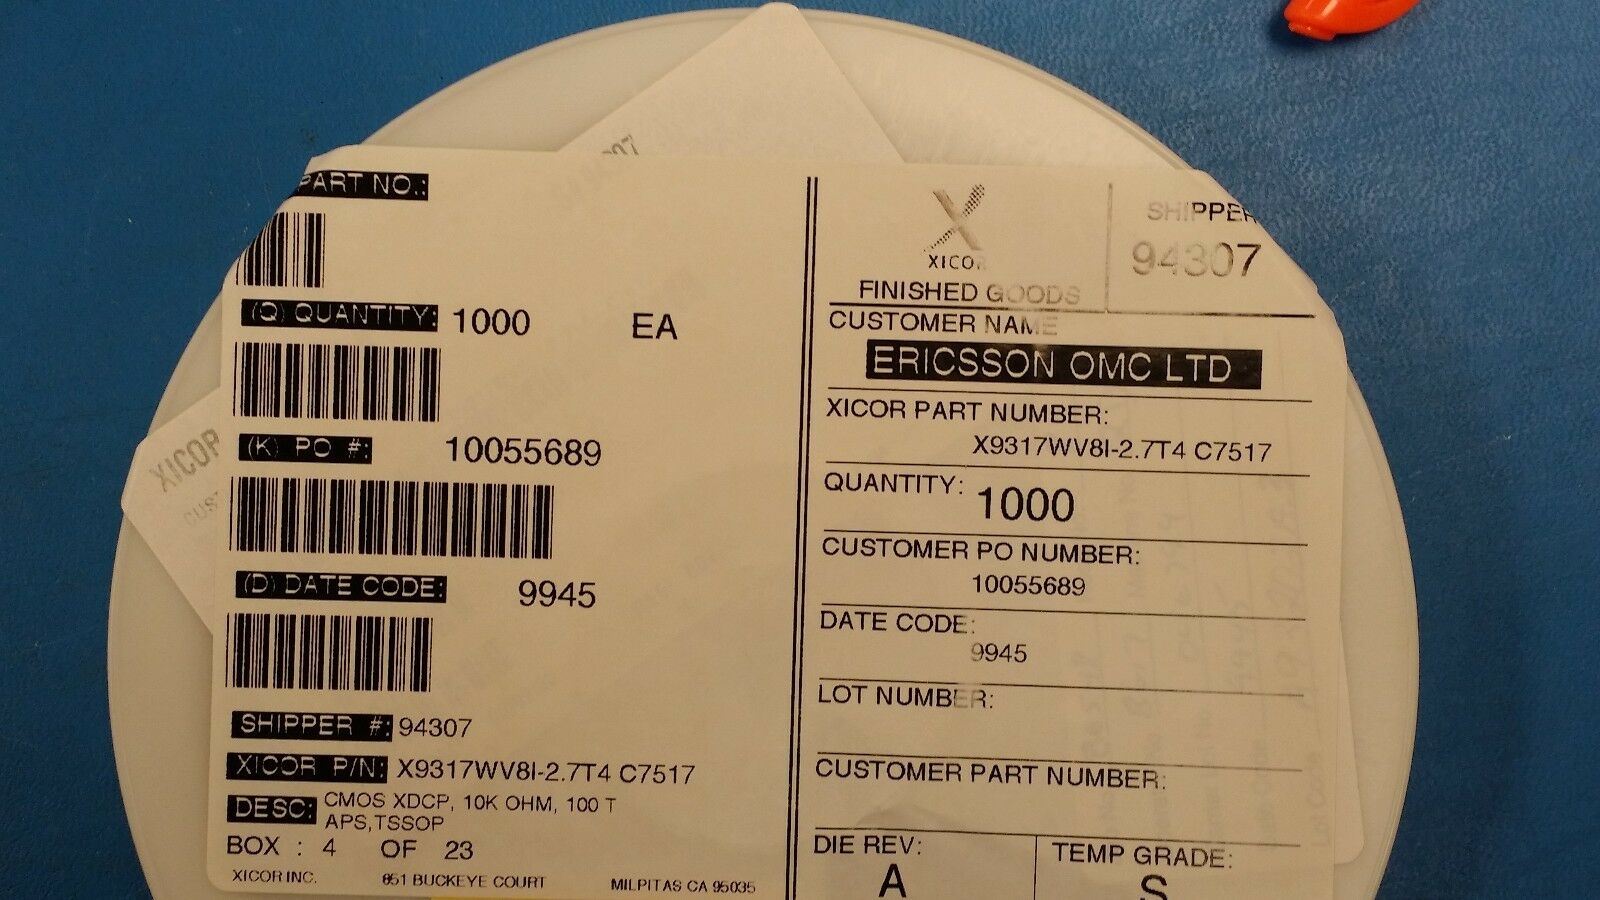 PART NO.:
(Q) QUANTITY: 1000 EA
(K) PO #: 10055689
(D) DATE CODE: 9945
SHIPPER #: 94307
XICOR P/N: X9317WV8I-2.7T4 C7517
DESC: CMOS XDCP, 10K OHM, 100 T
APS,TSSOP
BOX : 4 OF 23
XICOR INC. 851 BUCKEYE COURT MILPITAS CA 95035
XICOR
FINISHED GOODS
SHIPPER
94307
CUSTOMER NAME
ERICSSON OMC LTD
XICOR PART NUMBER:
X9317WV8I-2.7T4 C7517
QUANTITY: 1000
CUSTOMER PO NUMBER:
10055689
DATE CODE:
9945
LOT NUMBER:
CUSTOMER PART NUMBER:
DIE REV:
A
TEMP GRADE:
S
XICOR